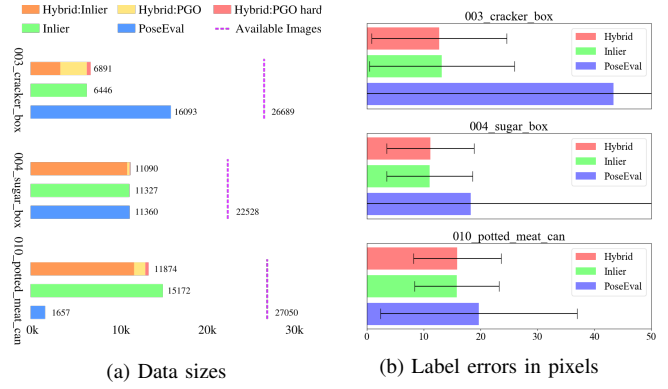 Hybrid:Inlier Hybrid:PGO Hybrid:PGO hard
Inlier PoseEval Available Images
003_cracker_box
6891
6446
16093
26689
004_sugar_box
11090
11327
11360
22528
010_potted_meat_can
11874
15172
1657
27050
0k 10k 20k 30k
(a) Data sizes
003_cracker_box
Hybrid
Inlier
PoseEval
004_sugar_box
Hybrid
Inlier
PoseEval
010_potted_meat_can
Hybrid
Inlier
PoseEval
0 10 20 30 40 50
(b) Label errors in pixels